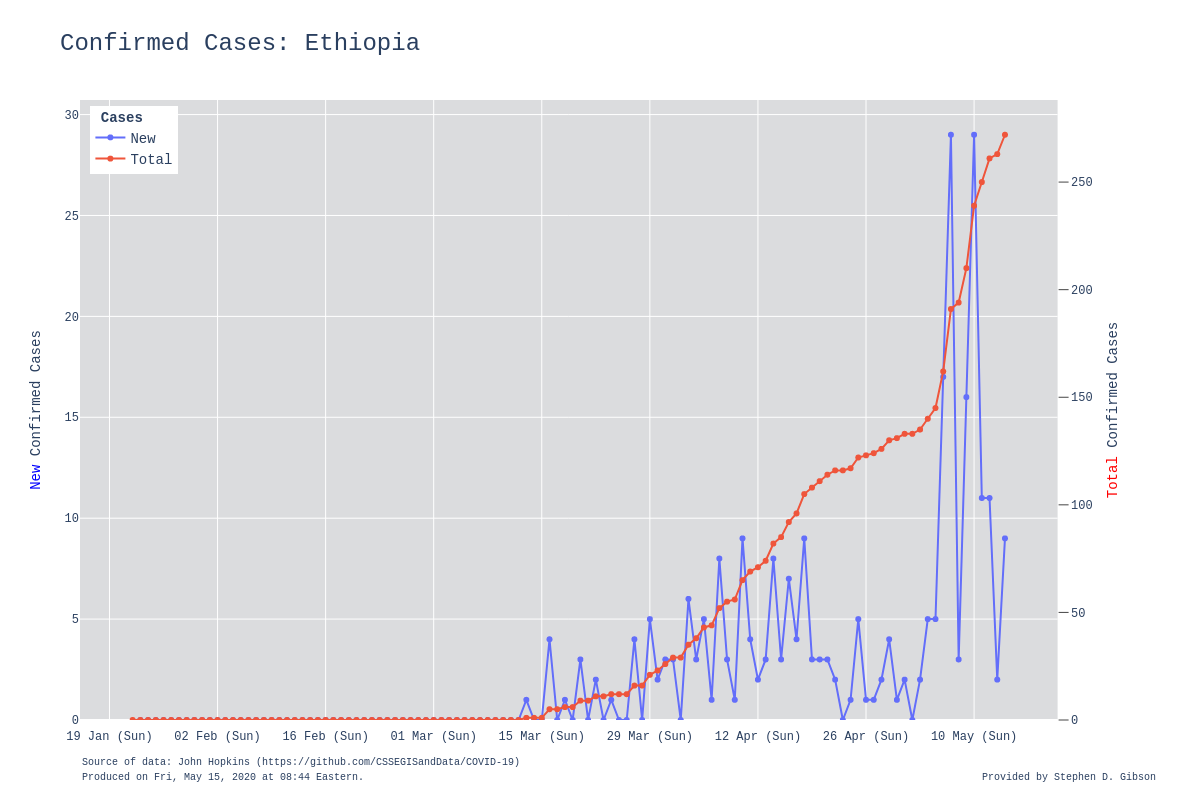 Confirmed Cases: Ethiopia
Cases
New
Total
30
25
20
15
10
5
0
250
200
150
100
50
0
New Confirmed Cases
Total Confirmed Cases
19 Jan (Sun) 02 Feb (Sun) 16 Feb (Sun) 01 Mar (Sun) 15 Mar (Sun) 29 Mar (Sun) 12 Apr (Sun) 26 Apr (Sun) 10 May (Sun)
Source of data: John Hopkins (https://github.com/CSSEGISandData/COVID-19)
Produced on Fri, May 15, 2020 at 08:44 Eastern.
Provided by Stephen D. Gibson